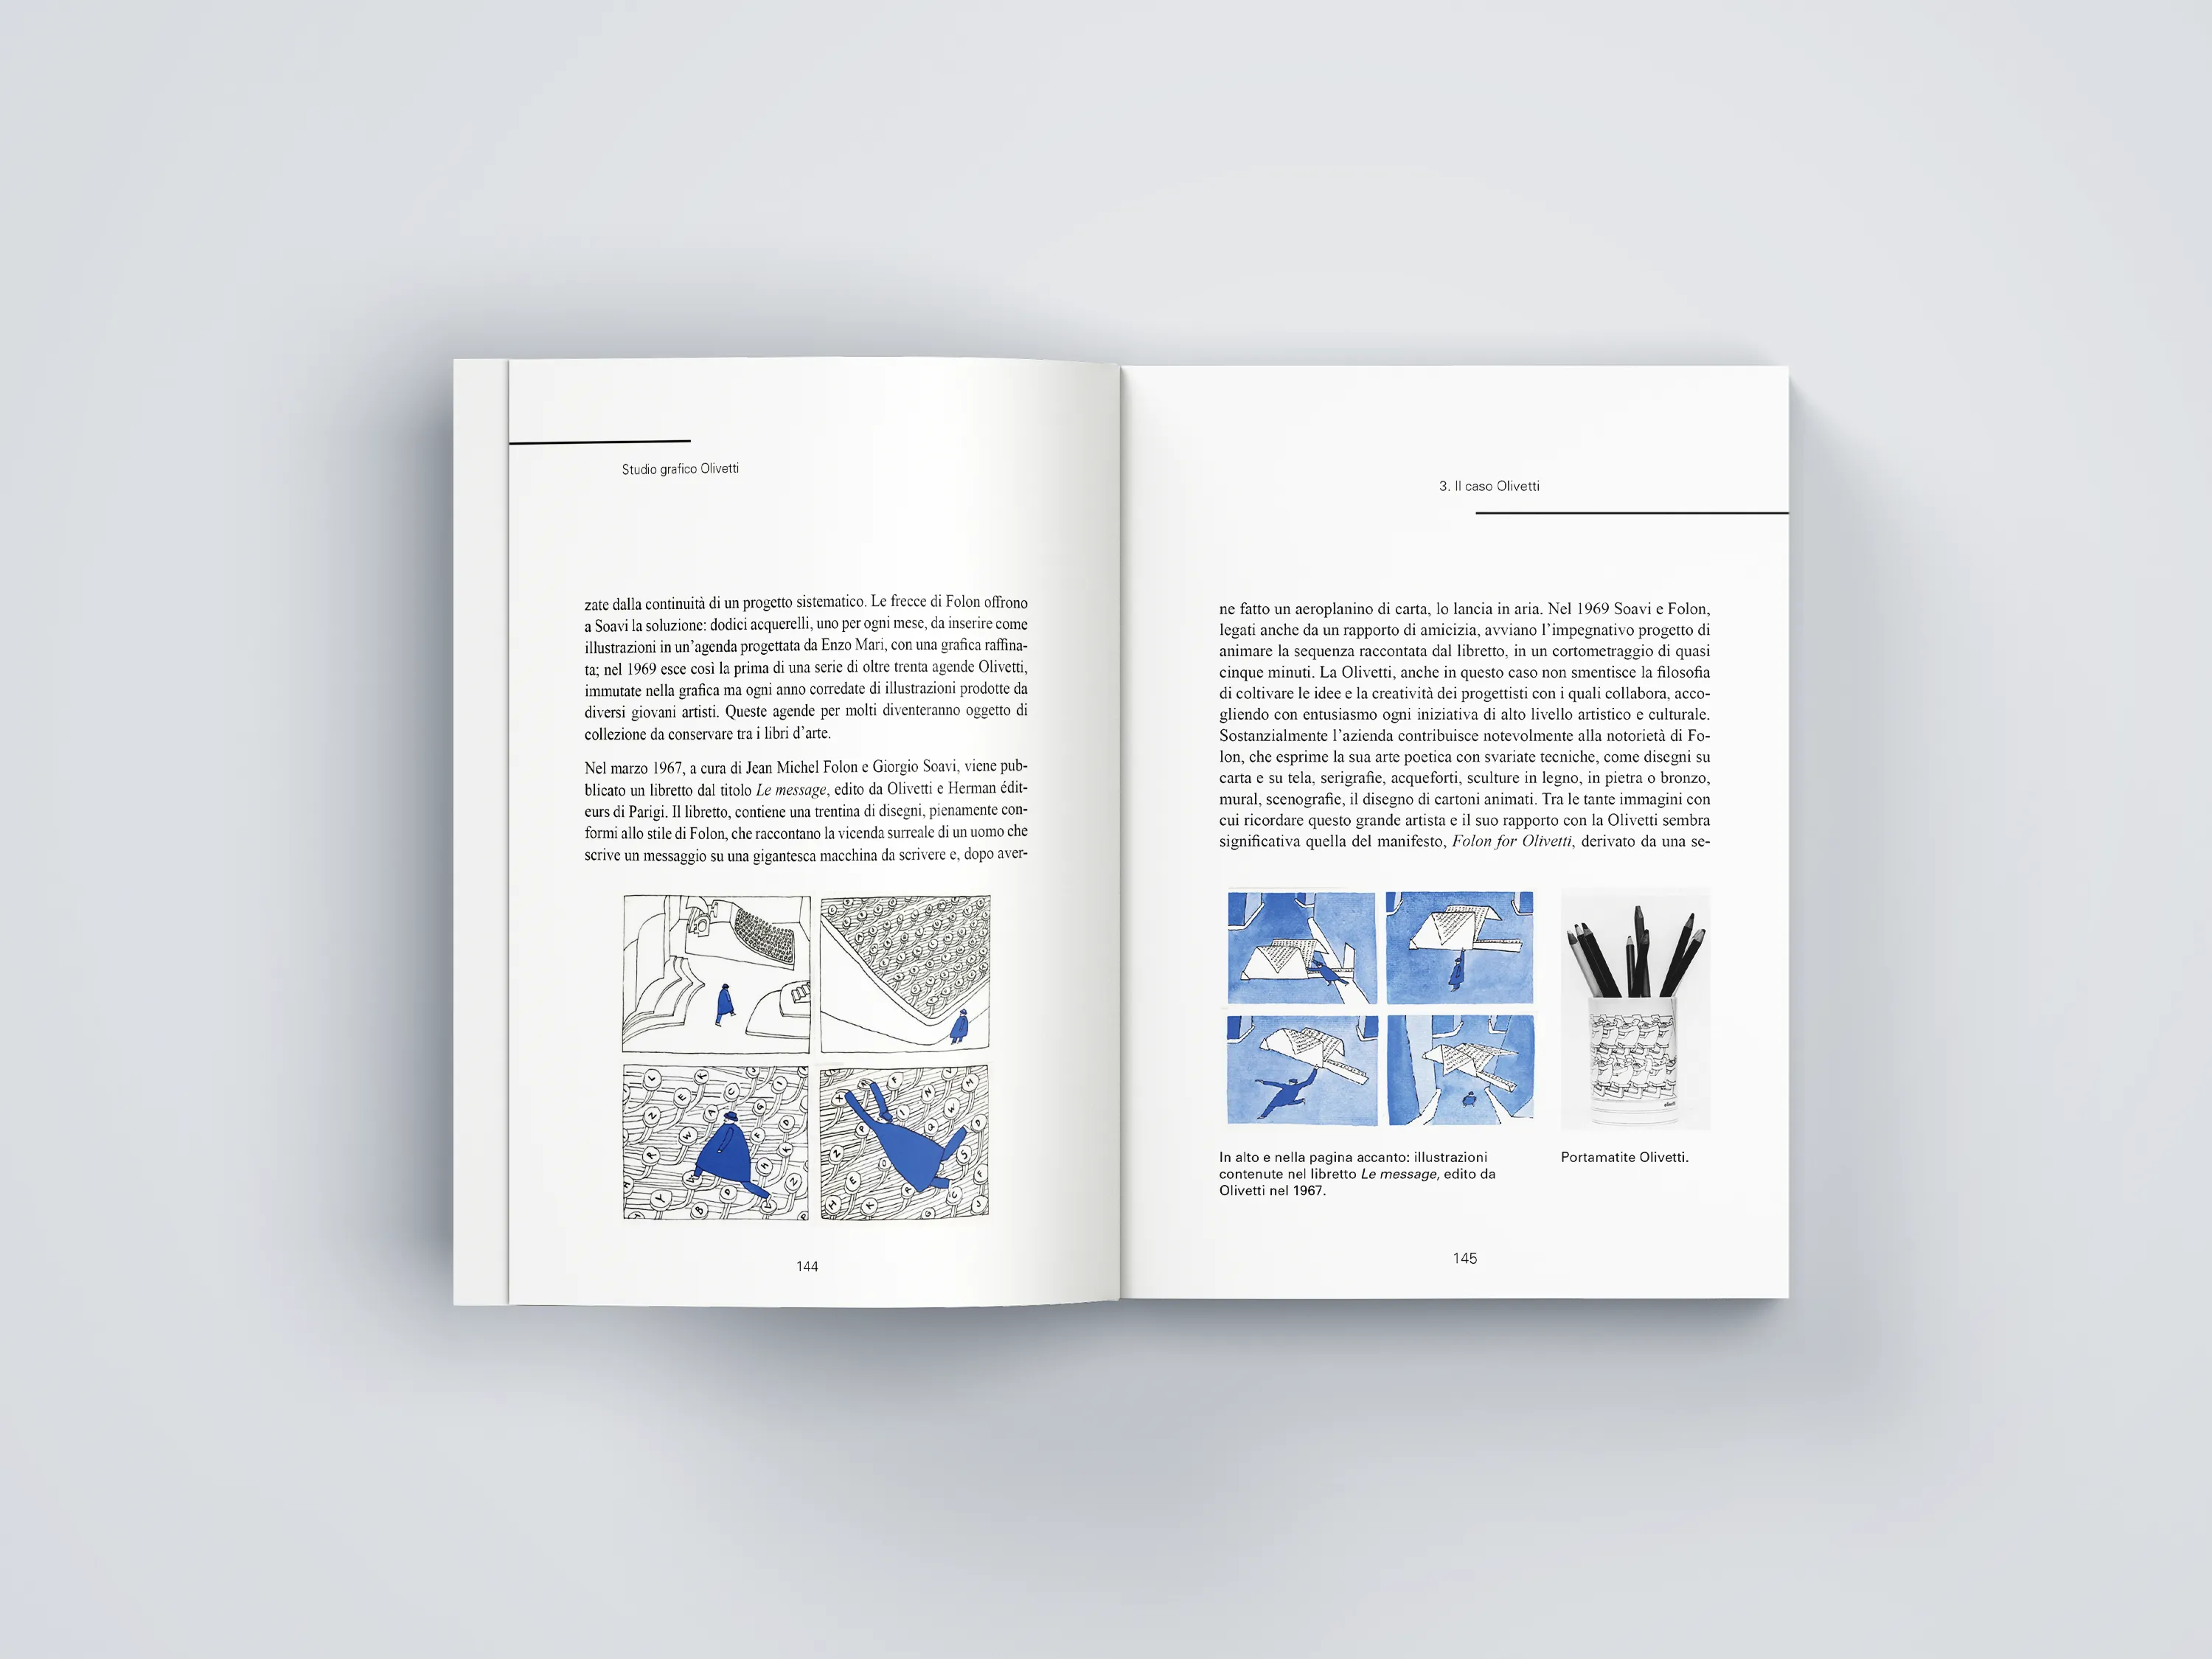 Studio grafico Olivetti
zate dalla continuità di un progetto sistematico. Le frecce di Folon offrono
a Soavi la soluzione: dodici acquerelli, uno per ogni mese, da inserire come
illustrazioni in un'agenda progettata da Enzo Mari, con una grafica raffina-
ta; nel 1969 esce così la prima di una serie di oltre trenta agende Olivetti,
immutate nella grafica ma ogni anno corredate di illustrazioni prodotte da
diversi giovani artisti. Queste agende per molti diventeranno oggetto di
collezione da conservare tra i libri d'arte.
Nel marzo 1967, a cura di Jean Michel Folon e Giorgio Soavi, viene pub-
blicato un libretto dal titolo Le message, edito da Olivetti e Herman édit-
eurs di Parigi. Il libretto, contiene una trentina di disegni, pienamente con-
formi allo stile di Folon, che raccontano la vicenda surreale di un uomo che
scrive un messaggio su una gigantesca macchina da scrivere e, dopo aver-
144
3. Il caso Olivetti
ne fatto un aeroplanino di carta, lo lancia in aria. Nel 1969 Soavi e Folon,
legati anche da un rapporto di amicizia, avviano l'impegnativo progetto di
animare la sequenza raccontata dal libretto, in un cortometraggio di quasi
cinque minuti. La Olivetti, anche in questo caso non smentisce la filosofia
di coltivare le idee e la creatività dei progettisti con i quali collabora, acco-
gliendo con entusiasmo ogni iniziativa di alto livello artistico e culturale.
Sostanzialmente l'azienda contribuisce notevolmente alla notorietà di Fo-
lon, che esprime la sua arte poetica con svariate tecniche, come disegni su
carta e su tela, serigrafie, acqueforti, sculture in legno, in pietra o bronzo,
mural, scenografie, il disegno di cartoni animati. Tra le tante immagini con
cui ricordare questo grande artista e il suo rapporto con la Olivetti sembra
significativa quella del manifesto, Folon for Olivetti, derivato da una se-
In alto e nella pagina accanto: illustrazioni
contenute nel libretto Le message, edito da
Olivetti nel 1967.
Portamatite Olivetti.
145